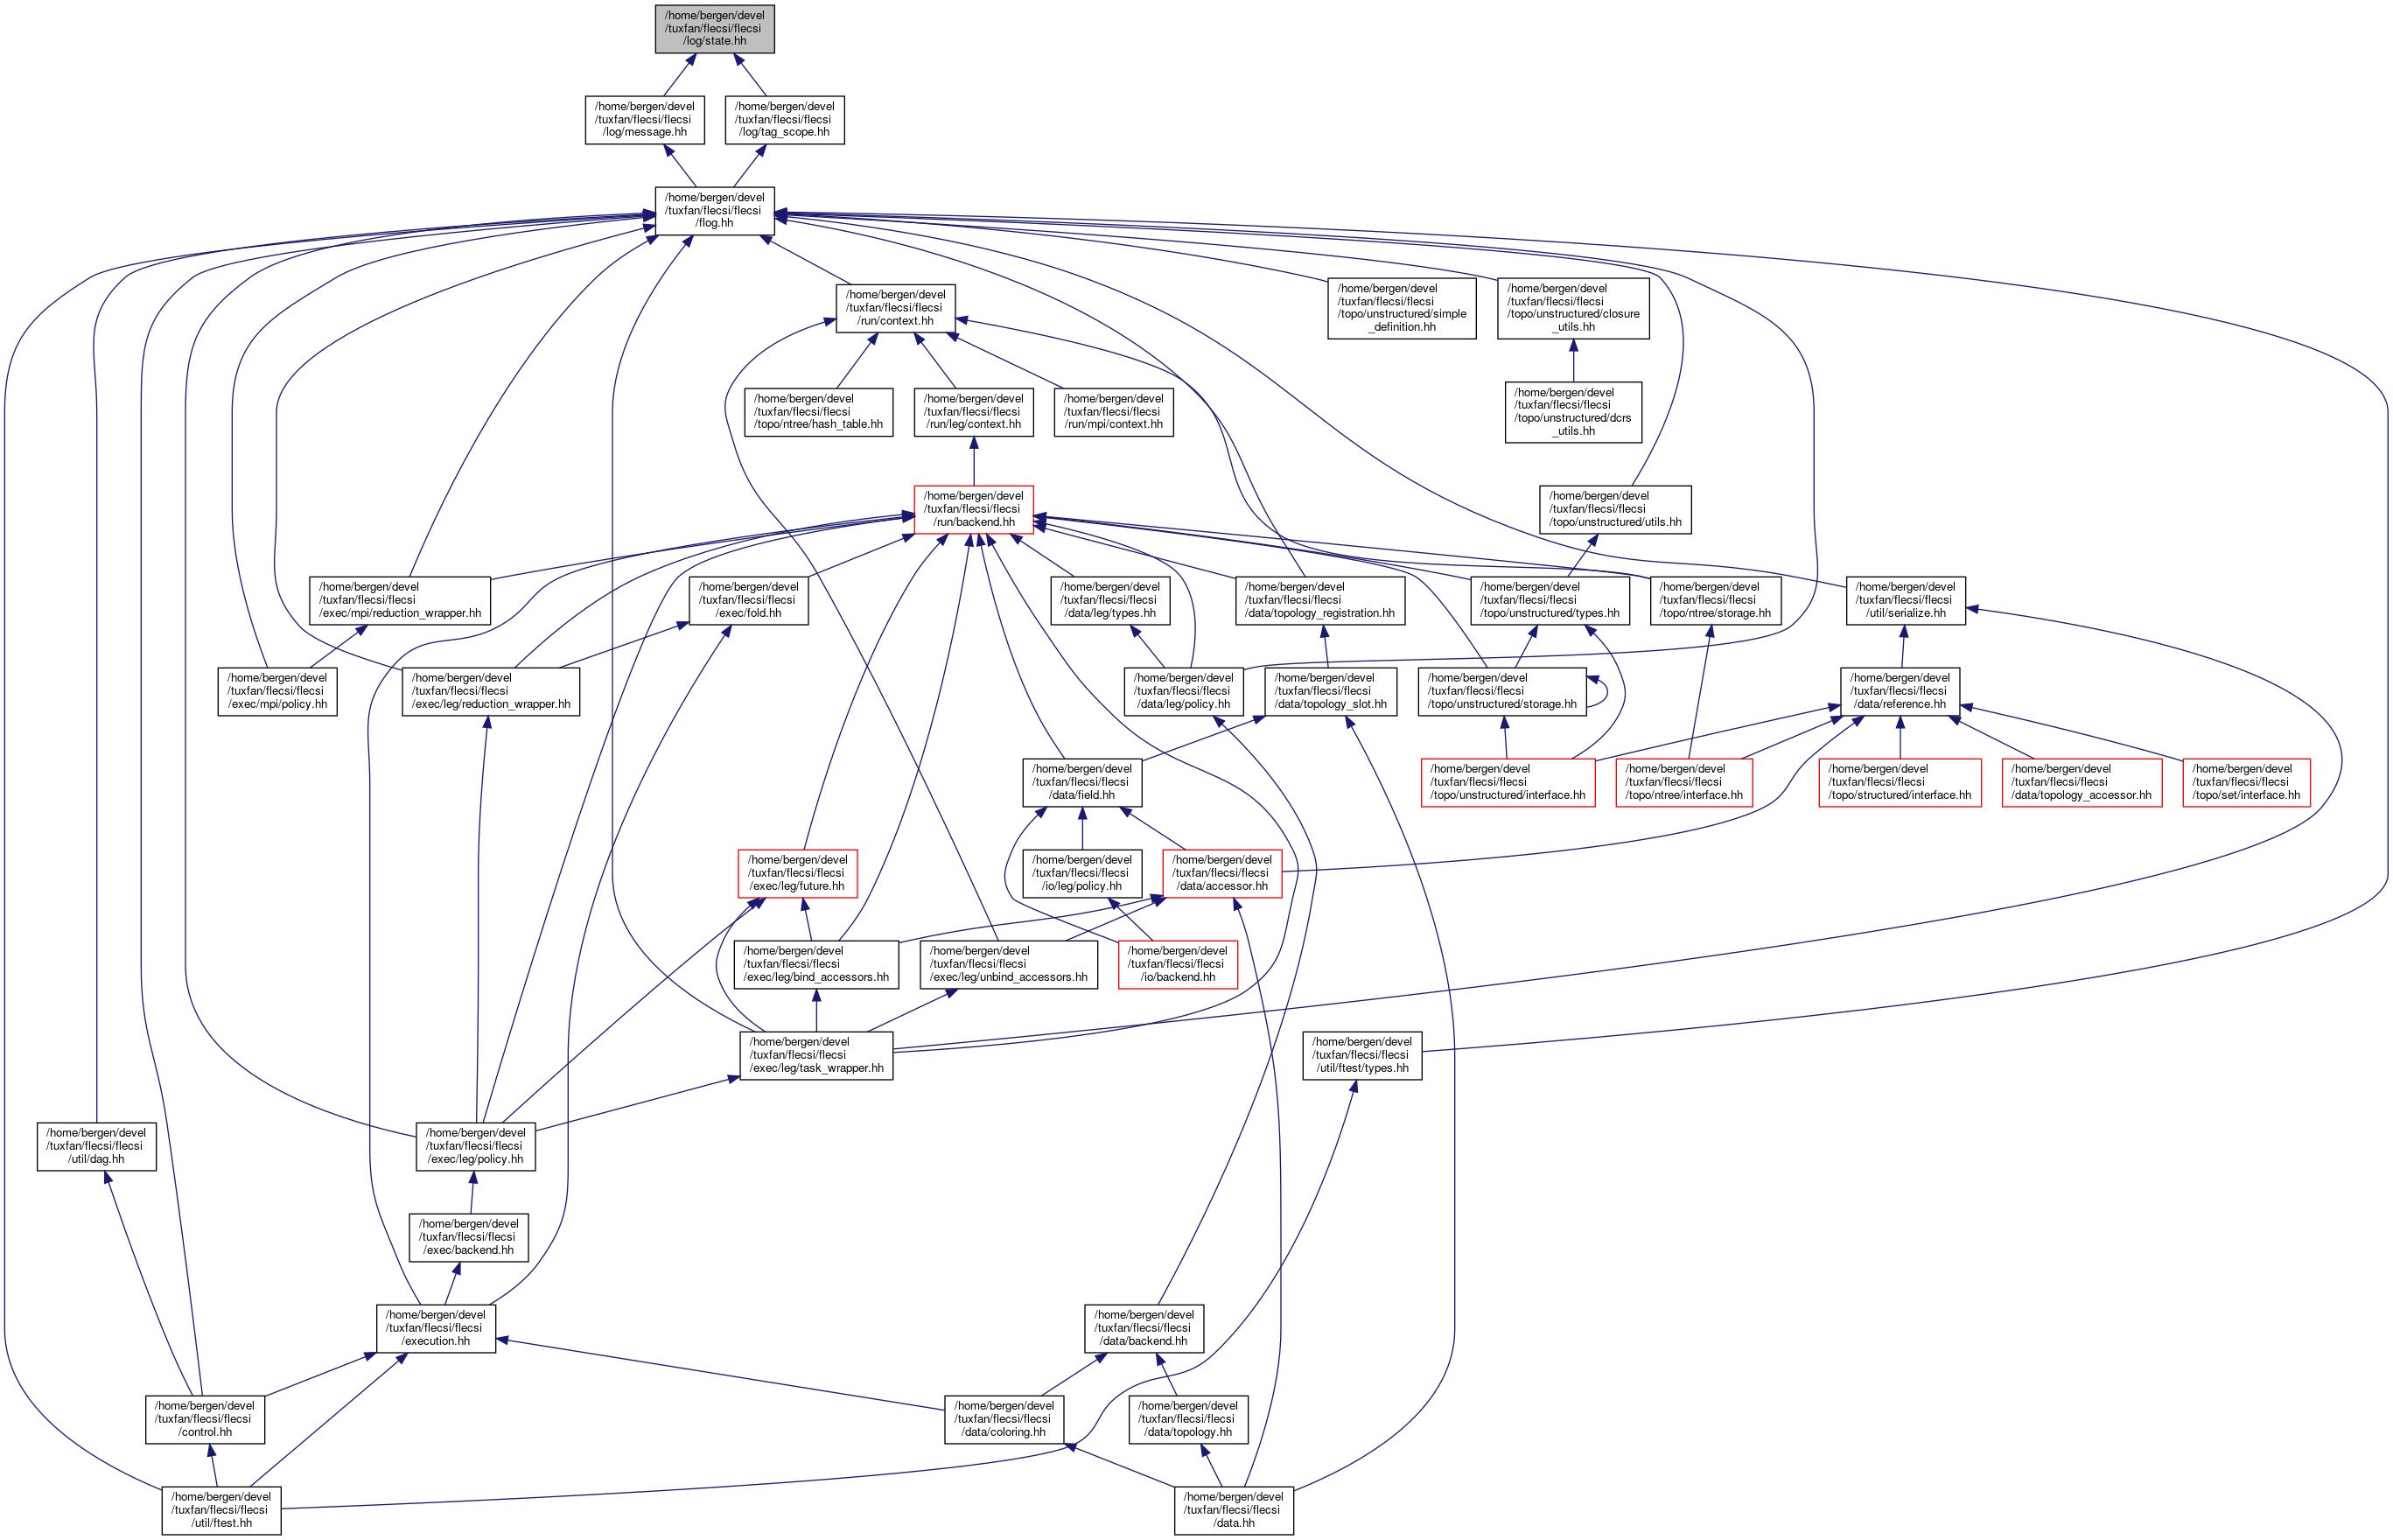 /home/bergen/devel
/tuxfan/flecsi/flecsi
/log/state.hh
/home/bergen/devel
/tuxfan/flecsi/flecsi
/log/message.hh
/home/bergen/devel
/tuxfan/flecsi/flecsi
/log/tag_scope.hh
/home/bergen/devel
/tuxfan/flecsi/flecsi
/flog.hh
/home/bergen/devel
/tuxfan/flecsi/flecsi
/run/context.hh
/home/bergen/devel
/tuxfan/flecsi/flecsi
/topo/unstructured/simple
_definition.hh
/home/bergen/devel
/tuxfan/flecsi/flecsi
/topo/unstructured/closure
_utils.hh
/home/bergen/devel
/tuxfan/flecsi/flecsi
/topo/ntree/hash_table.hh
/home/bergen/devel
/tuxfan/flecsi/flecsi
/run/leg/context.hh
/home/bergen/devel
/tuxfan/flecsi/flecsi
/run/mpi/context.hh
/home/bergen/devel
/tuxfan/flecsi/flecsi
/topo/unstructured/dcrs
_utils.hh
/home/bergen/devel
/tuxfan/flecsi/flecsi
/run/backend.hh
/home/bergen/devel
/tuxfan/flecsi/flecsi
/topo/unstructured/utils.hh
/home/bergen/devel
/tuxfan/flecsi/flecsi
/exec/mpi/reduction_wrapper.hh
/home/bergen/devel
/tuxfan/flecsi/flecsi
/exec/fold.hh
/home/bergen/devel
/tuxfan/flecsi/flecsi
/data/leg/types.hh
/home/bergen/devel
/tuxfan/flecsi/flecsi
/data/topology_registration.hh
/home/bergen/devel
/tuxfan/flecsi/flecsi
/topo/unstructured/types.hh
/home/bergen/devel
/tuxfan/flecsi/flecsi
/topo/ntree/storage.hh
/home/bergen/devel
/tuxfan/flecsi/flecsi
/util/serialize.hh
/home/bergen/devel
/tuxfan/flecsi/flecsi
/exec/mpi/policy.hh
/home/bergen/devel
/tuxfan/flecsi/flecsi
/exec/leg/reduction_wrapper.hh
/home/bergen/devel
/tuxfan/flecsi/flecsi
/data/leg/policy.hh
/home/bergen/devel
/tuxfan/flecsi/flecsi
/data/topology_slot.hh
/home/bergen/devel
/tuxfan/flecsi/flecsi
/topo/unstructured/storage.hh
/home/bergen/devel
/tuxfan/flecsi/flecsi
/data/reference.hh
/home/bergen/devel
/tuxfan/flecsi/flecsi
/data/field.hh
/home/bergen/devel
/tuxfan/flecsi/flecsi
/topo/unstructured/interface.hh
/home/bergen/devel
/tuxfan/flecsi/flecsi
/topo/ntree/interface.hh
/home/bergen/devel
/tuxfan/flecsi/flecsi
/topo/structured/interface.hh
/home/bergen/devel
/tuxfan/flecsi/flecsi
/data/topology_accessor.hh
/home/bergen/devel
/tuxfan/flecsi/flecsi
/topo/set/interface.hh
/home/bergen/devel
/tuxfan/flecsi/flecsi
/exec/leg/future.hh
/home/bergen/devel
/tuxfan/flecsi/flecsi
/io/leg/policy.hh
/home/bergen/devel
/tuxfan/flecsi/flecsi
/data/accessor.hh
/home/bergen/devel
/tuxfan/flecsi/flecsi
/exec/leg/bind_accessors.hh
/home/bergen/devel
/tuxfan/flecsi/flecsi
/exec/leg/unbind_accessors.hh
/home/bergen/devel
/tuxfan/flecsi/flecsi
/io/backend.hh
/home/bergen/devel
/tuxfan/flecsi/flecsi
/exec/leg/task_wrapper.hh
/home/bergen/devel
/tuxfan/flecsi/flecsi
/util/ftest/types.hh
/home/bergen/devel
/tuxfan/flecsi/flecsi
/util/dag.hh
/home/bergen/devel
/tuxfan/flecsi/flecsi
/exec/leg/policy.hh
/home/bergen/devel
/tuxfan/flecsi/flecsi
/exec/backend.hh
/home/bergen/devel
/tuxfan/flecsi/flecsi
/execution.hh
/home/bergen/devel
/tuxfan/flecsi/flecsi
/data/backend.hh
/home/bergen/devel
/tuxfan/flecsi/flecsi
/control.hh
/home/bergen/devel
/tuxfan/flecsi/flecsi
/data/coloring.hh
/home/bergen/devel
/tuxfan/flecsi/flecsi
/data/topology.hh
/home/bergen/devel
/tuxfan/flecsi/flecsi
/util/ftest.hh
/home/bergen/devel
/tuxfan/flecsi/flecsi
/data.hh